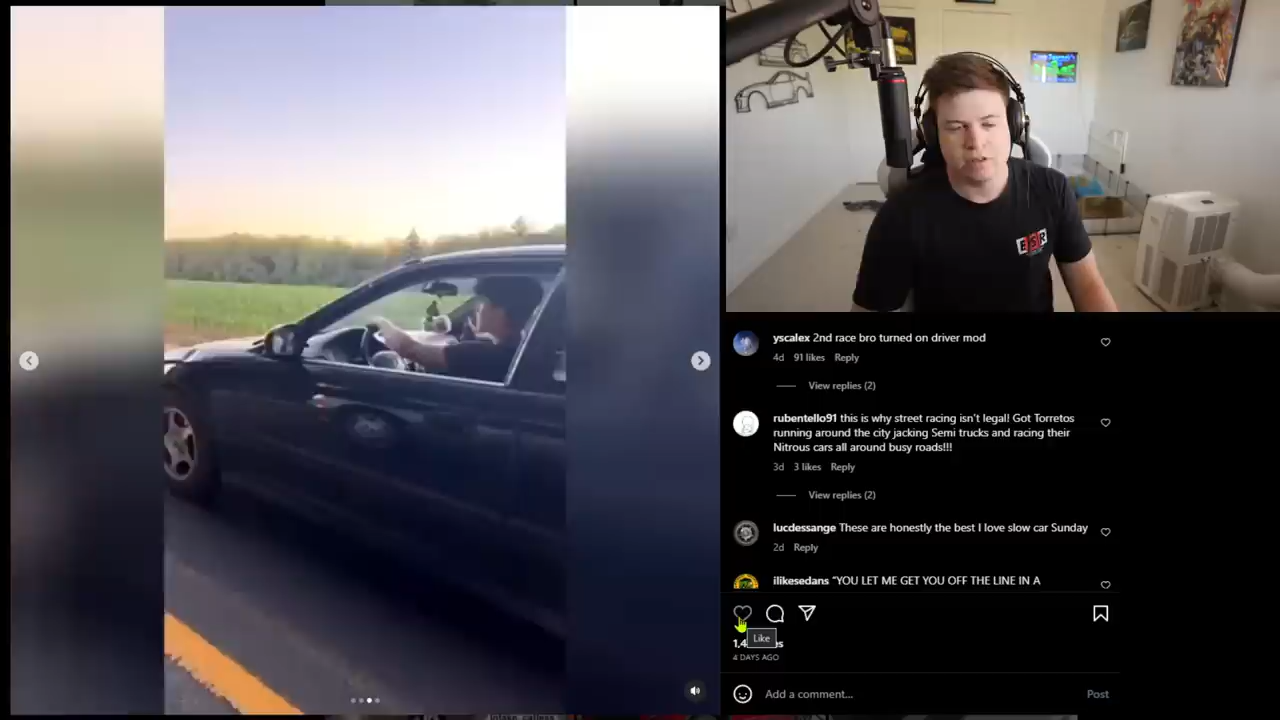 BSR
yscalex 2nd race bro turned on driver mod
4d 91 likes Reply
View replies (2)
rubentello91 this is why street racing isn't legal! Got Torretos
running around the city jacking Semi trucks and racing their
Nitrous cars all around busy roads!!!
3d 3 likes Reply
View replies (2)
lucdessange These are honestly the best I love slow car Sunday
2d Reply
ilikesedans "YOU LET ME GET YOU OFF THE LINE IN A
Like
4 DAYS AGO
Add a comment...
Post